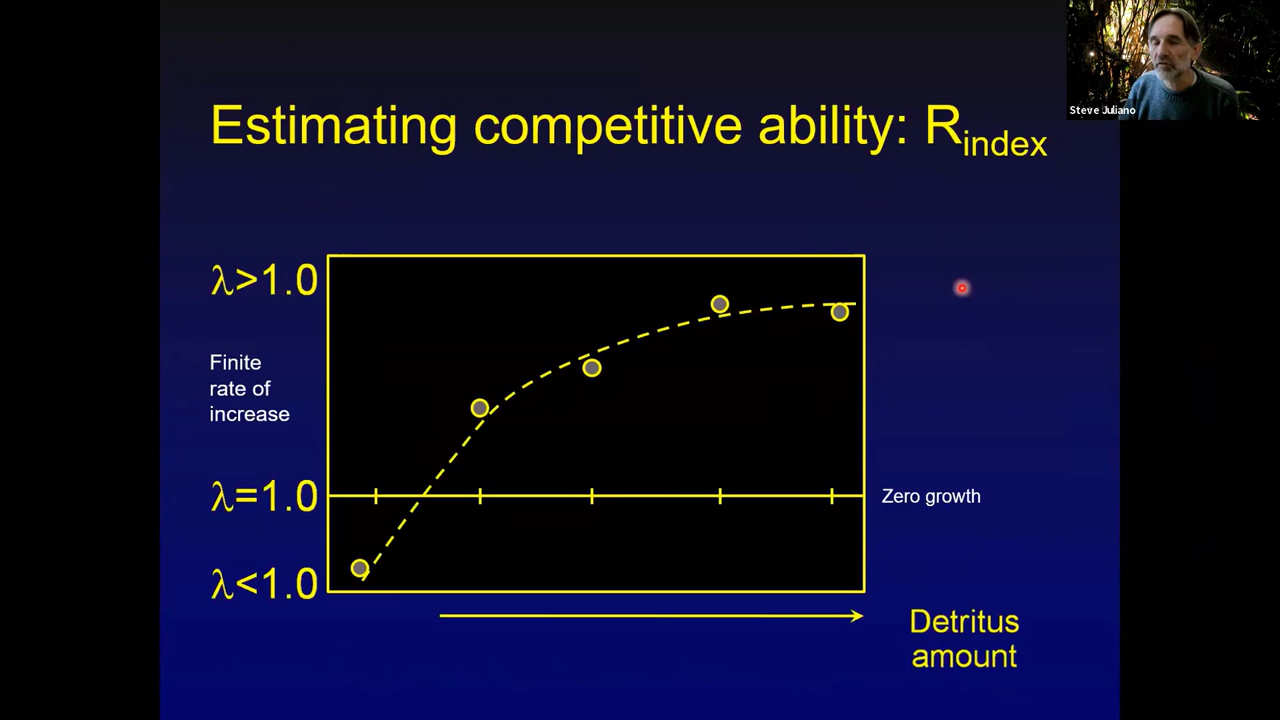 Steve Juliano
Estimating competitive ability: Rindex
λ>1.0
Finite
rate of
increase
λ=1.0
Zero growth
λ<1.0
Detritus
amount